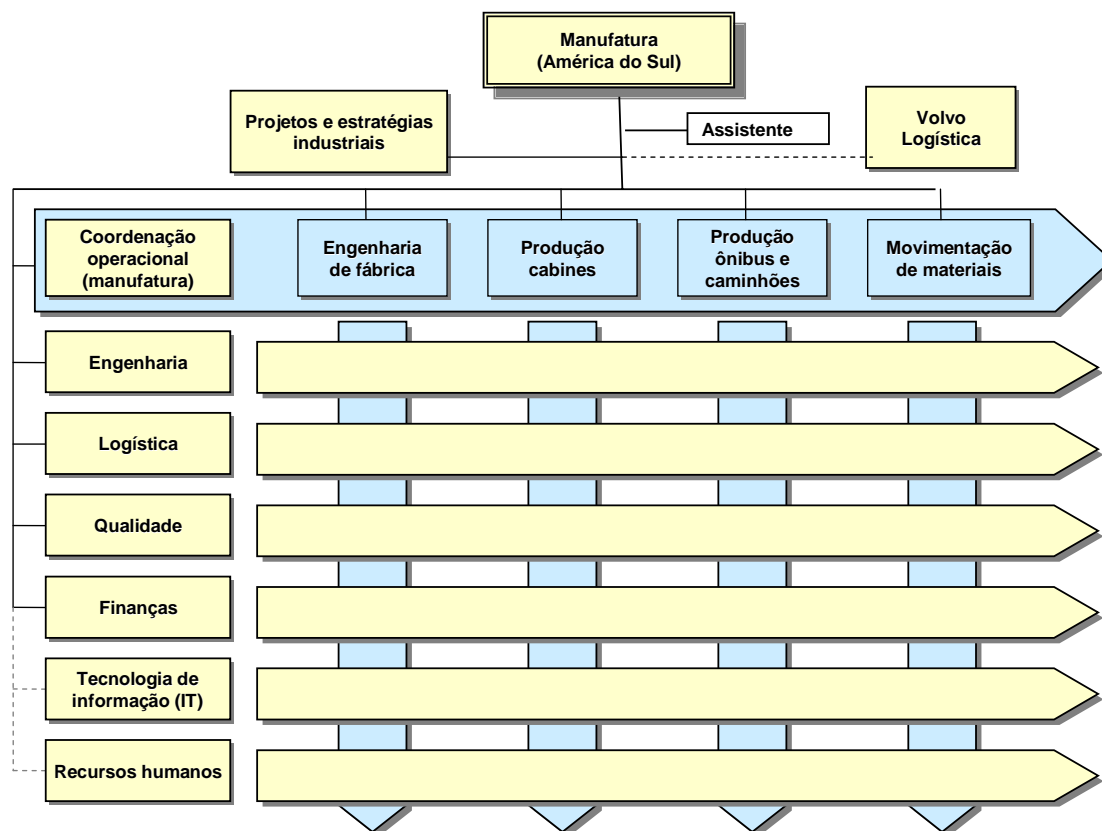 Manufatura
(América do Sul)
Projetos e estratégias
industriais
Assistente
Volvo
Logística
Coordenação
operacional
(manufatura)
Engenharia
de fábrica
Produção
cabines
Produção
ônibus e
caminhões
Movimentação
de materiais
Engenharia
Logística
Qualidade
Finanças
Tecnologia de
informação (IT)
Recursos humanos